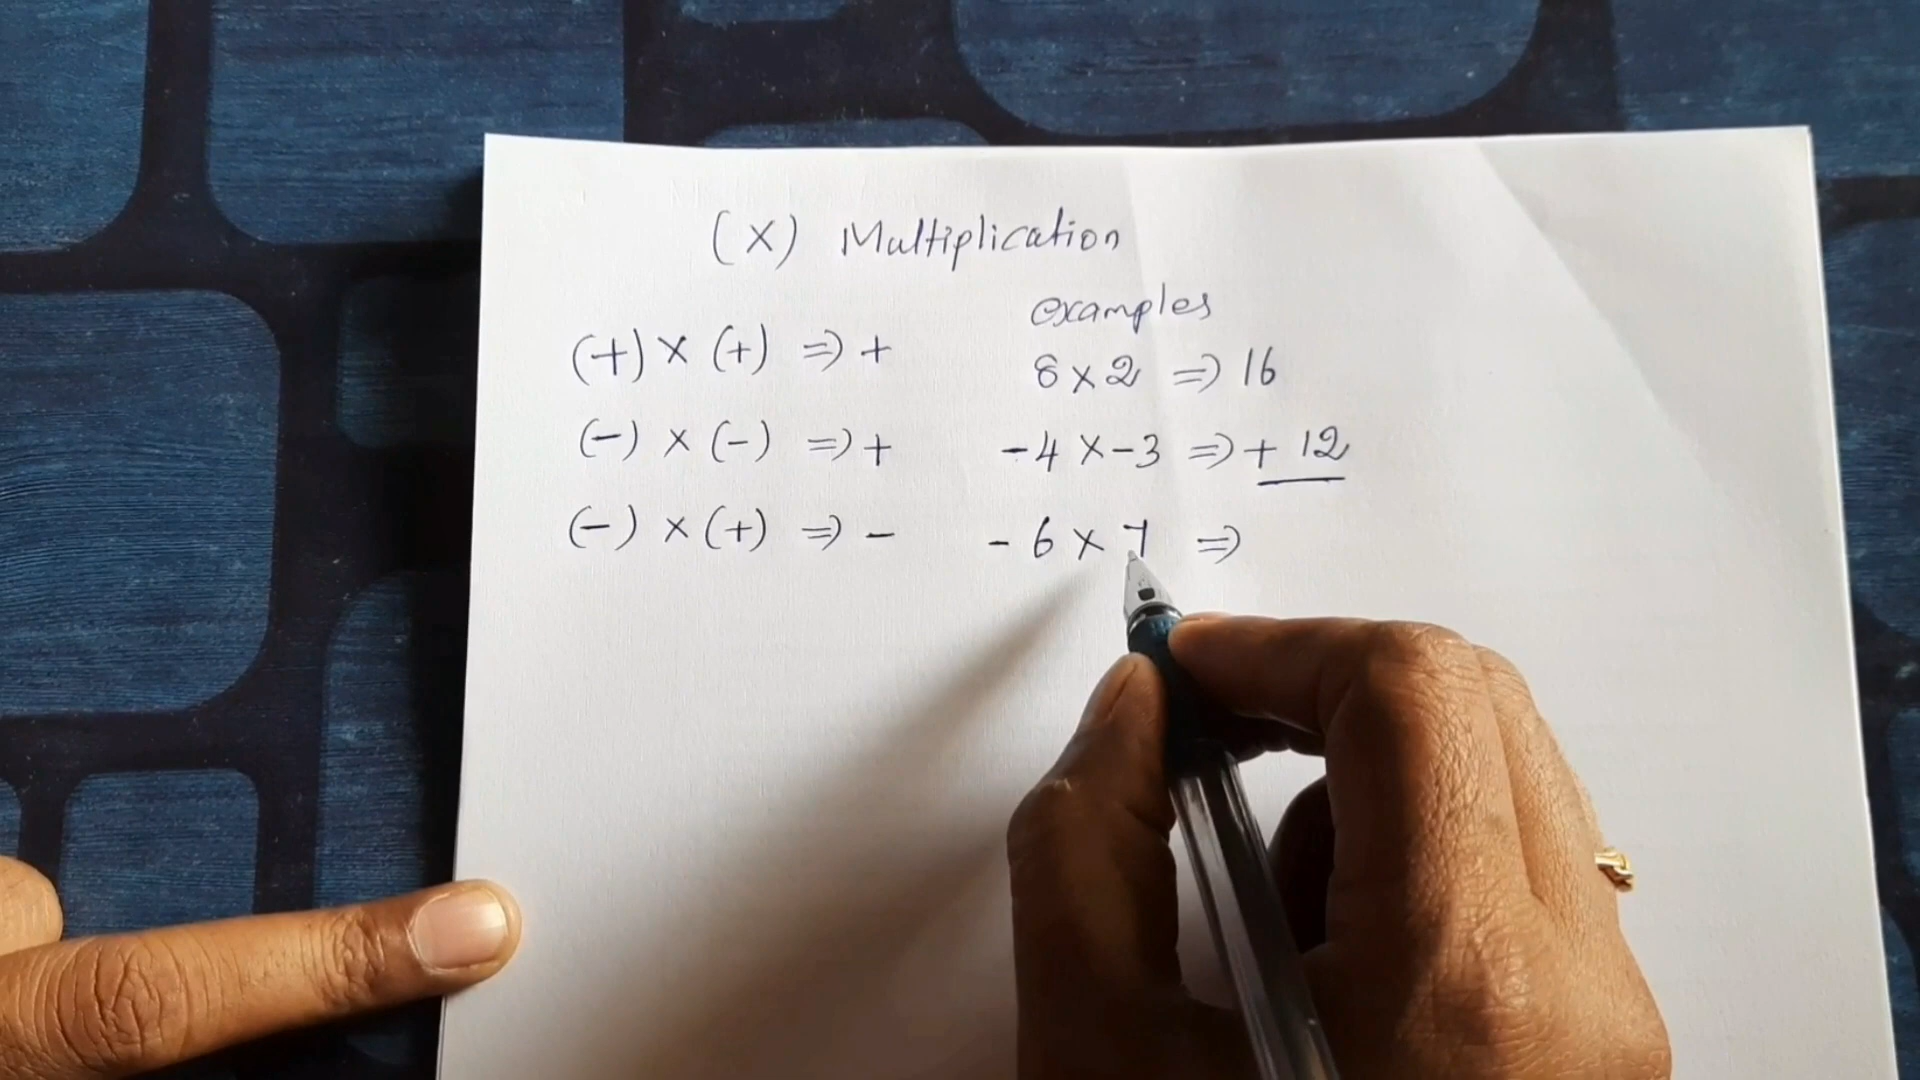 (×) Multiplication
examples
(+) × (+) ⇒ + 8 × 2 ⇒ 16
(-) × (-) ⇒ + -4 × -3 ⇒ + 12
(-) × (+) ⇒ - -6 × 7 ⇒